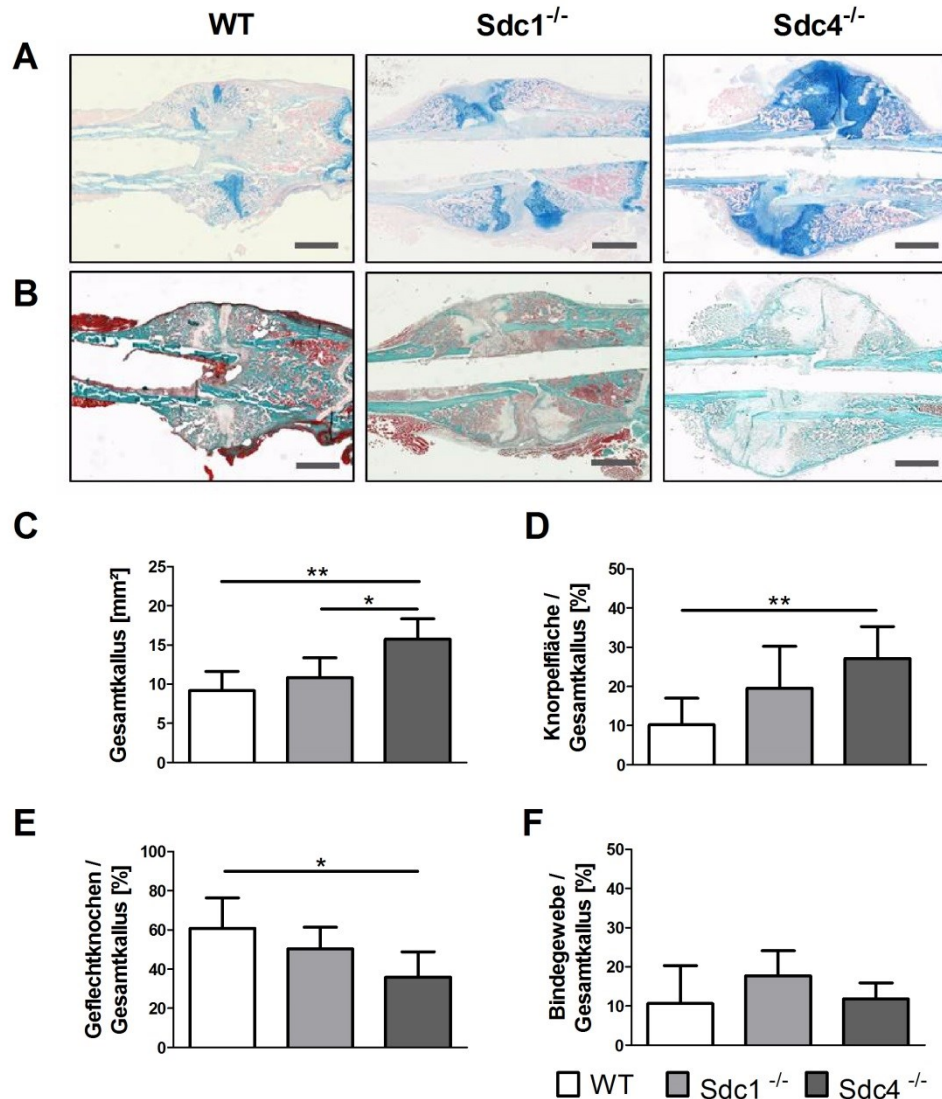 WT Sdc1-/- Sdc4-/-
A
B
C D
Gesamtkallus [mm²]
25
20
15
10
5
0
**
*
Knorpelfläche /
Gesamtkallus [%]
50
40
30
20
10
0
**
E F
Geflechtknochen /
Gesamtkallus [%]
100
80
60
40
20
0
*
Bindegewebe /
Gesamtkallus [%]
50
40
30
20
10
0
WT Sdc1 -/- Sdc4 -/-